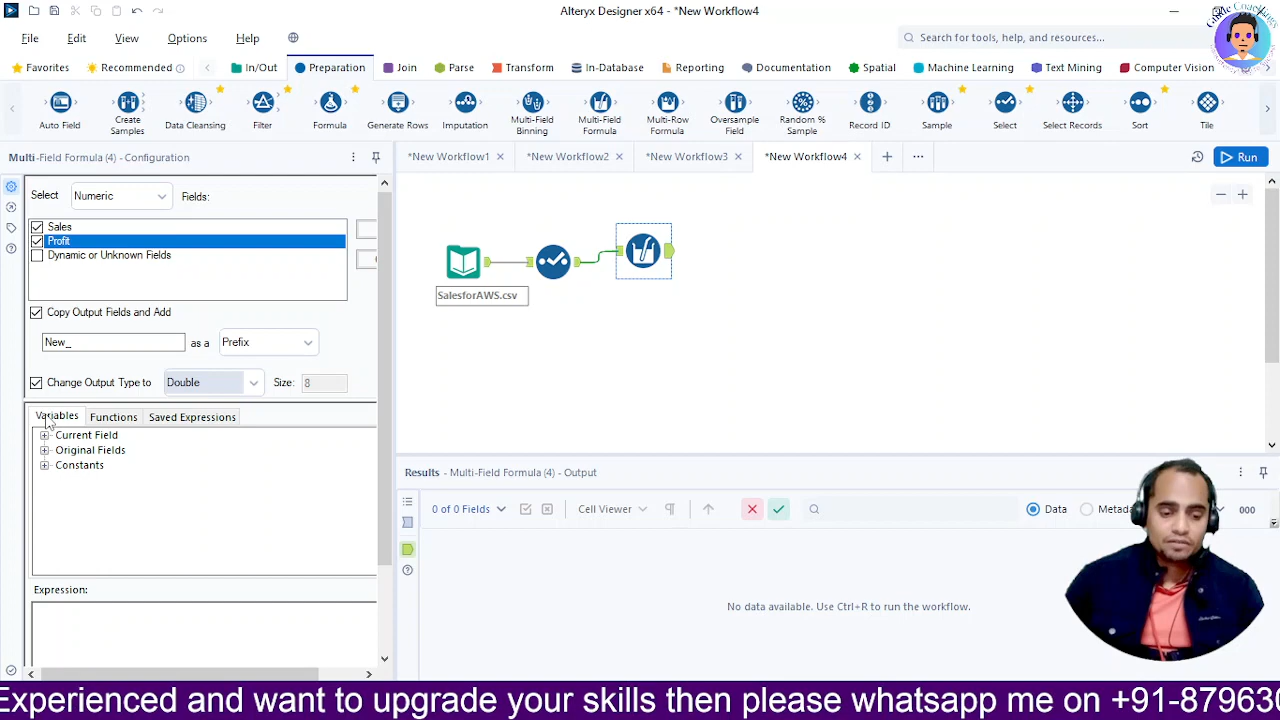 Alteryx Designer x64 - *New Workflow4
File Edit View Options Help
Search for tools, help, and resources...
Favorites Recommended In/Out Preparation Join Parse Transform In-Database Reporting Documentation Spatial Machine Learning Text Mining Computer Vision
Auto Field Create Samples Data Cleansing Filter Formula Generate Rows Imputation Multi-Field Binning Multi-Field Formula Multi-Row Formula Oversample Field Random % Sample Record ID Sample Select Select Records Sort Tile
Multi-Field Formula (4) - Configuration
*New Workflow1 *New Workflow2 *New Workflow3 *New Workflow4
Run
Select Numeric Fields:
Sales
Profit
Dynamic or Unknown Fields
Copy Output Fields and Add
New_ as a Prefix
Change Output Type to Double Size: 8
Variables Functions Saved Expressions
Current Field
Original Fields
Constants
Expression:
SalesforAWS.csv
Results - Multi-Field Formula (4) - Output
0 of 0 Fields Cell Viewer Data Metad 000
No data available. Use Ctrl+R to run the workflow.
Experienced and want to upgrade your skills then please whatsapp me on +91-879630